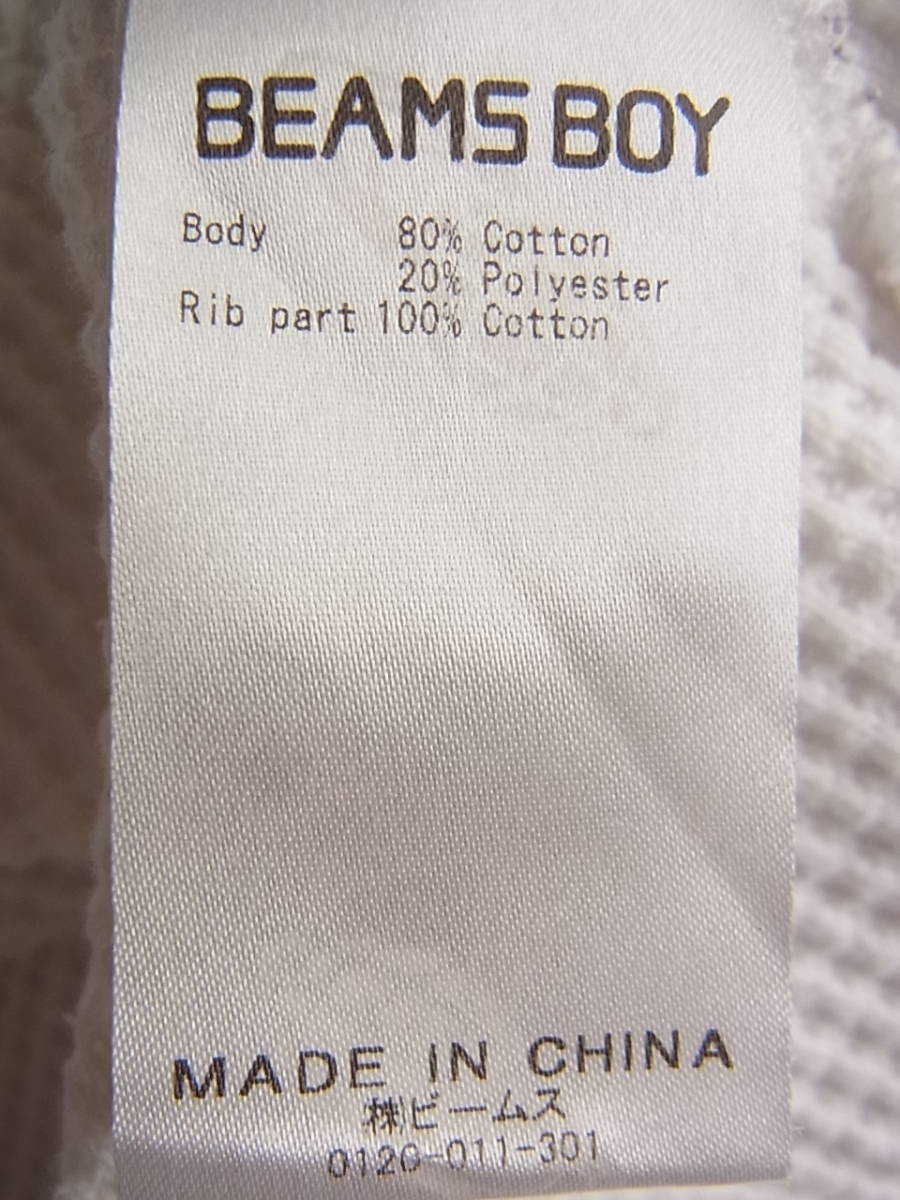 BEAMS BOY
Body 80% Cotton
20% Polyester
Rib part 100% Cotton
MADE IN CHINA
㈱ビームス
0120-011-301